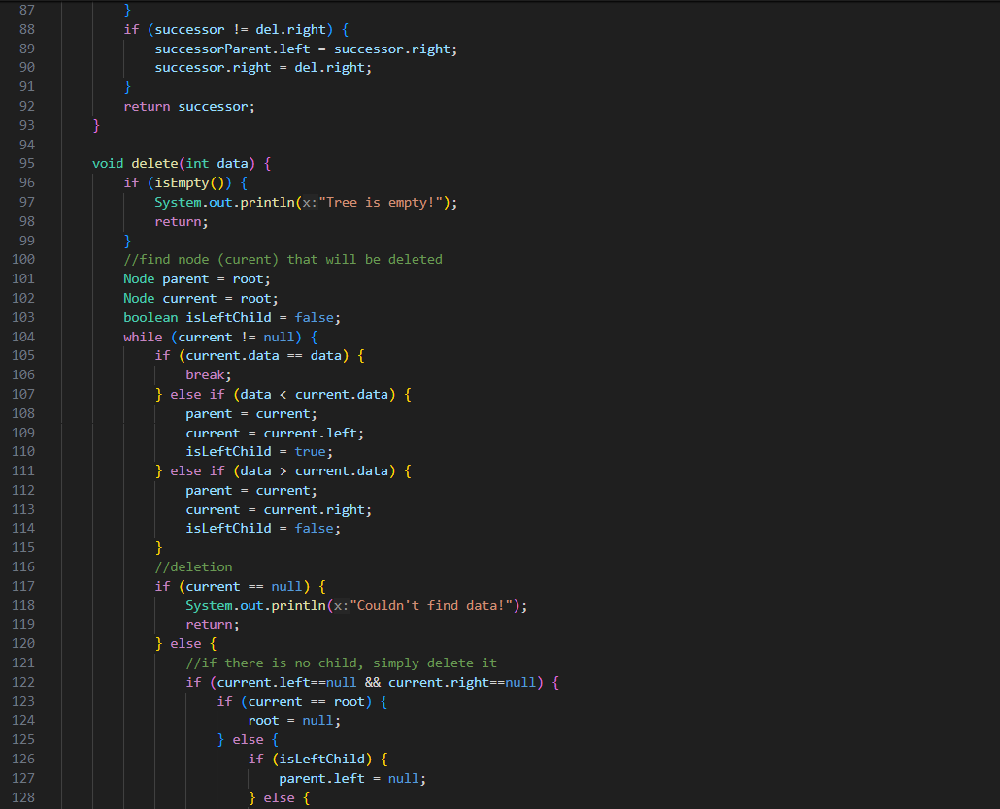 87 }
88 if (successor != del.right) {
89 successorParent.left = successor.right;
90 successor.right = del.right;
91 }
92 return successor;
93 }
94
95 void delete(int data) {
96 if (isEmpty()) {
97 System.out.println(x:"Tree is empty!");
98 return;
99 }
100 //find node (curent) that will be deleted
101 Node parent = root;
102 Node current = root;
103 boolean isLeftChild = false;
104 while (current != null) {
105 if (current.data == data) {
106 break;
107 } else if (data < current.data) {
108 parent = current;
109 current = current.left;
110 isLeftChild = true;
111 } else if (data > current.data) {
112 parent = current;
113 current = current.right;
114 isLeftChild = false;
115 }
116 //deletion
117 if (current == null) {
118 System.out.println(x:"Couldn't find data!");
119 return;
120 } else {
121 //if there is no child, simply delete it
122 if (current.left==null && current.right==null) {
123 if (current == root) {
124 root = null;
125 } else {
126 if (isLeftChild) {
127 parent.left = null;
128 } else {